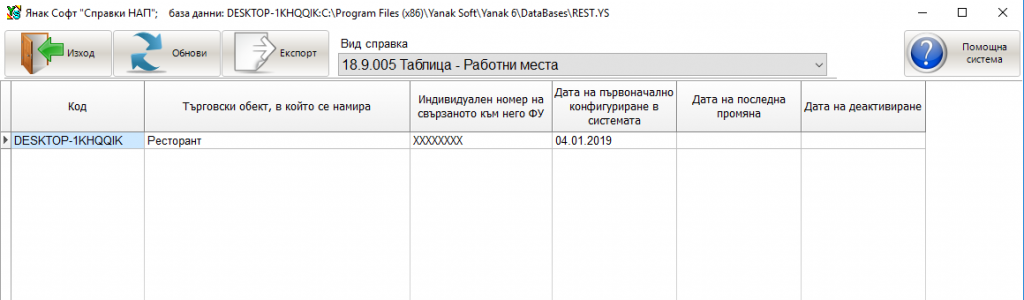 Янак Софт "Справки НАП";    база данни: DESKTOP-1KHQQIK:C:\Program Files (x86)\Yanak Soft\Yanak 6\DataBases\REST.YS
Изход
Обнови
Експорт
Вид справка
18.9.005 Таблица - Работни места
Помощна
система
Код
Търговски обект, в който се намира
Индивидуален номер на
свързаното към него ФУ
Дата на първоначално
конфигуриране в
системата
Дата на последна
промяна
Дата на деактивиране
DESKTOP-1KHQQIK
Ресторант
XXXXXXXX
04.01.2019